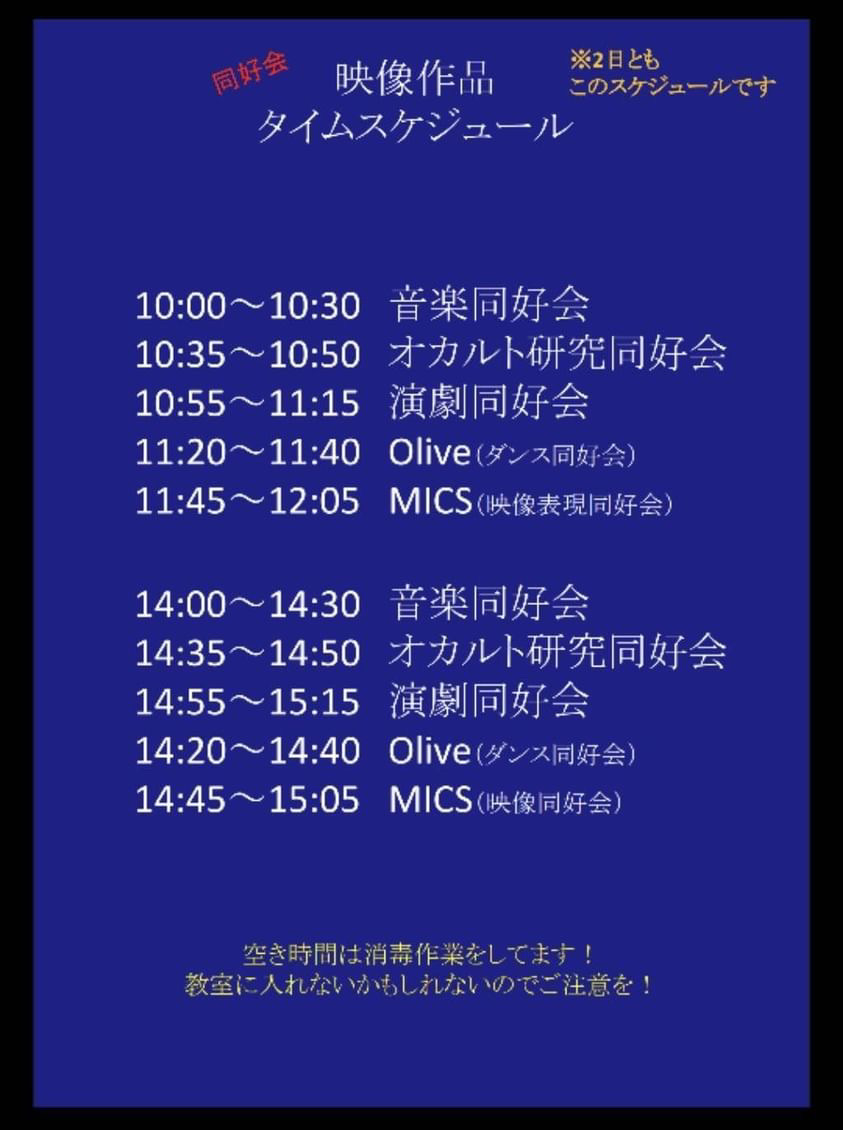 同好会
映像作品
タイムスケジュール
※2日とも
このスケジュールです
10:00～10:30 音楽同好会
10:35～10:50 オカルト研究同好会
10:55～11:15 演劇同好会
11:20～11:40 Olive(ダンス同好会)
11:45～12:05 MICS(映像表現同好会)
14:00～14:30 音楽同好会
14:35～14:50 オカルト研究同好会
14:55～15:15 演劇同好会
14:20～14:40 Olive(ダンス同好会)
14:45～15:05 MICS(映像同好会)
空き時間は消毒作業をしてます！
教室に入れないかもしれないのでご注意を！